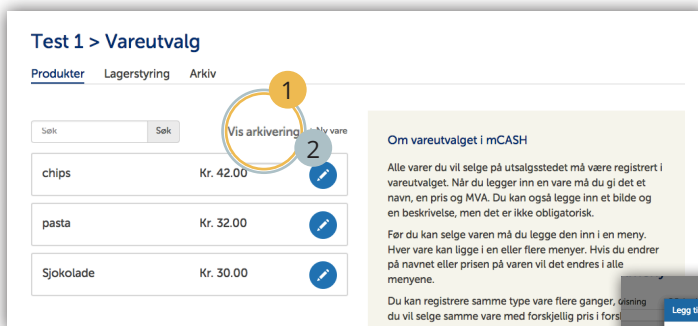 Test 1 > Vareutvalg
Produkter Lagerstyring Arkiv
1
Søk Søk Vis arkivering Ny vare
2
chips Kr. 42.00
pasta Kr. 32.00
Sjokolade Kr. 30.00
Om vareutvalget i mCASH
Alle varer du vil selge på utsalgsstedet må være registrert i
vareutvalget. Når du legger inn en vare må du gi det et
navn, en pris og MVA. Du kan også legge inn et bilde og
en beskrivelse, men det er ikke obligatorisk.
Før du kan selge varen må du legge den inn i en meny.
Hver vare kan ligge i en eller flere menyer. Hvis du endrer
på navnet eller prisen på varen vil det endres i alle
menyene.
Du kan registrere samme type vare flere ganger,
du vil selge samme vare med forskjellig pris i fors
visning
Legg ti